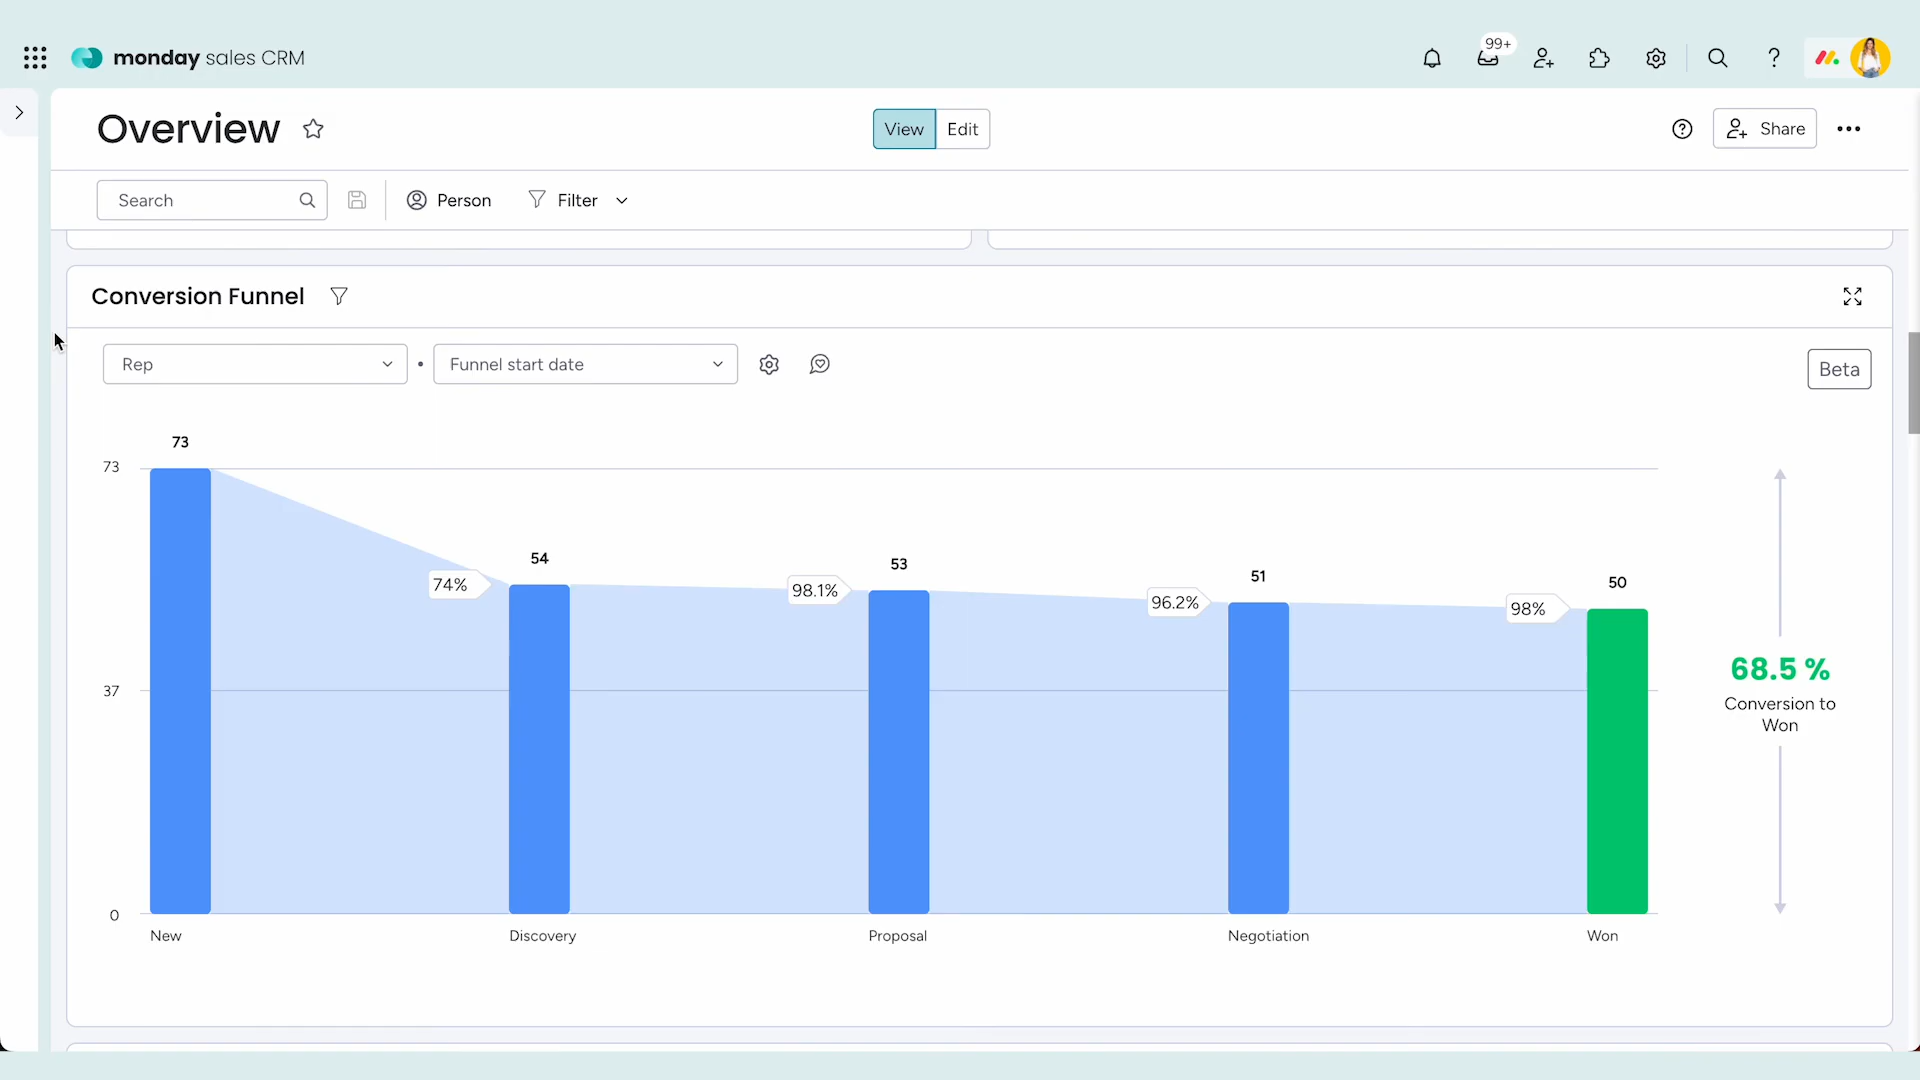 monday sales CRM
99+
Overview
View
Edit
Share
Search
Person
Filter
Conversion Funnel
Rep
Funnel start date
Beta
73
73
54
53
51
50
74%
98.1%
96.2%
98%
37
68.5 %
Conversion to
Won
0
New
Discovery
Proposal
Negotiation
Won